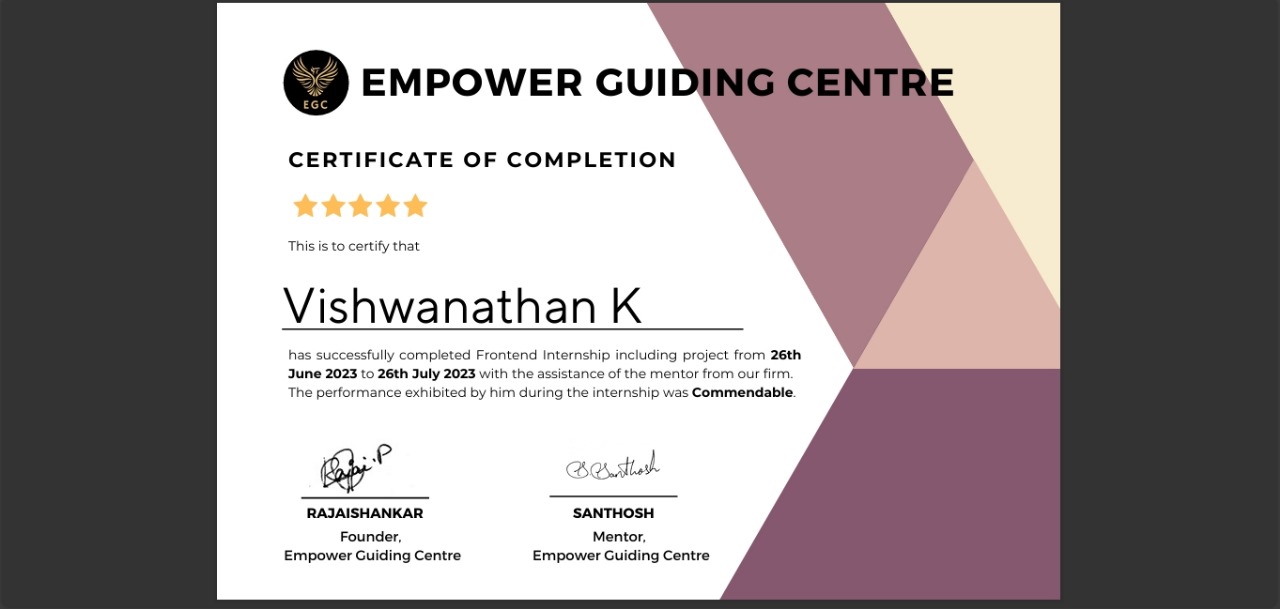 EGC
EMPOWER GUIDING CENTRE
CERTIFICATE OF COMPLETION
This is to certify that
Vishwanathan K
has successfully completed Frontend Internship including project from 26th
June 2023 to 26th July 2023 with the assistance of the mentor from our firm.
The performance exhibited by him during the internship was Commendable.
Rajai.P
S Santhosh
RAJAISHANKAR
SANTHOSH
Founder,
Mentor,
Empower Guiding Centre
Empower Guiding Centre